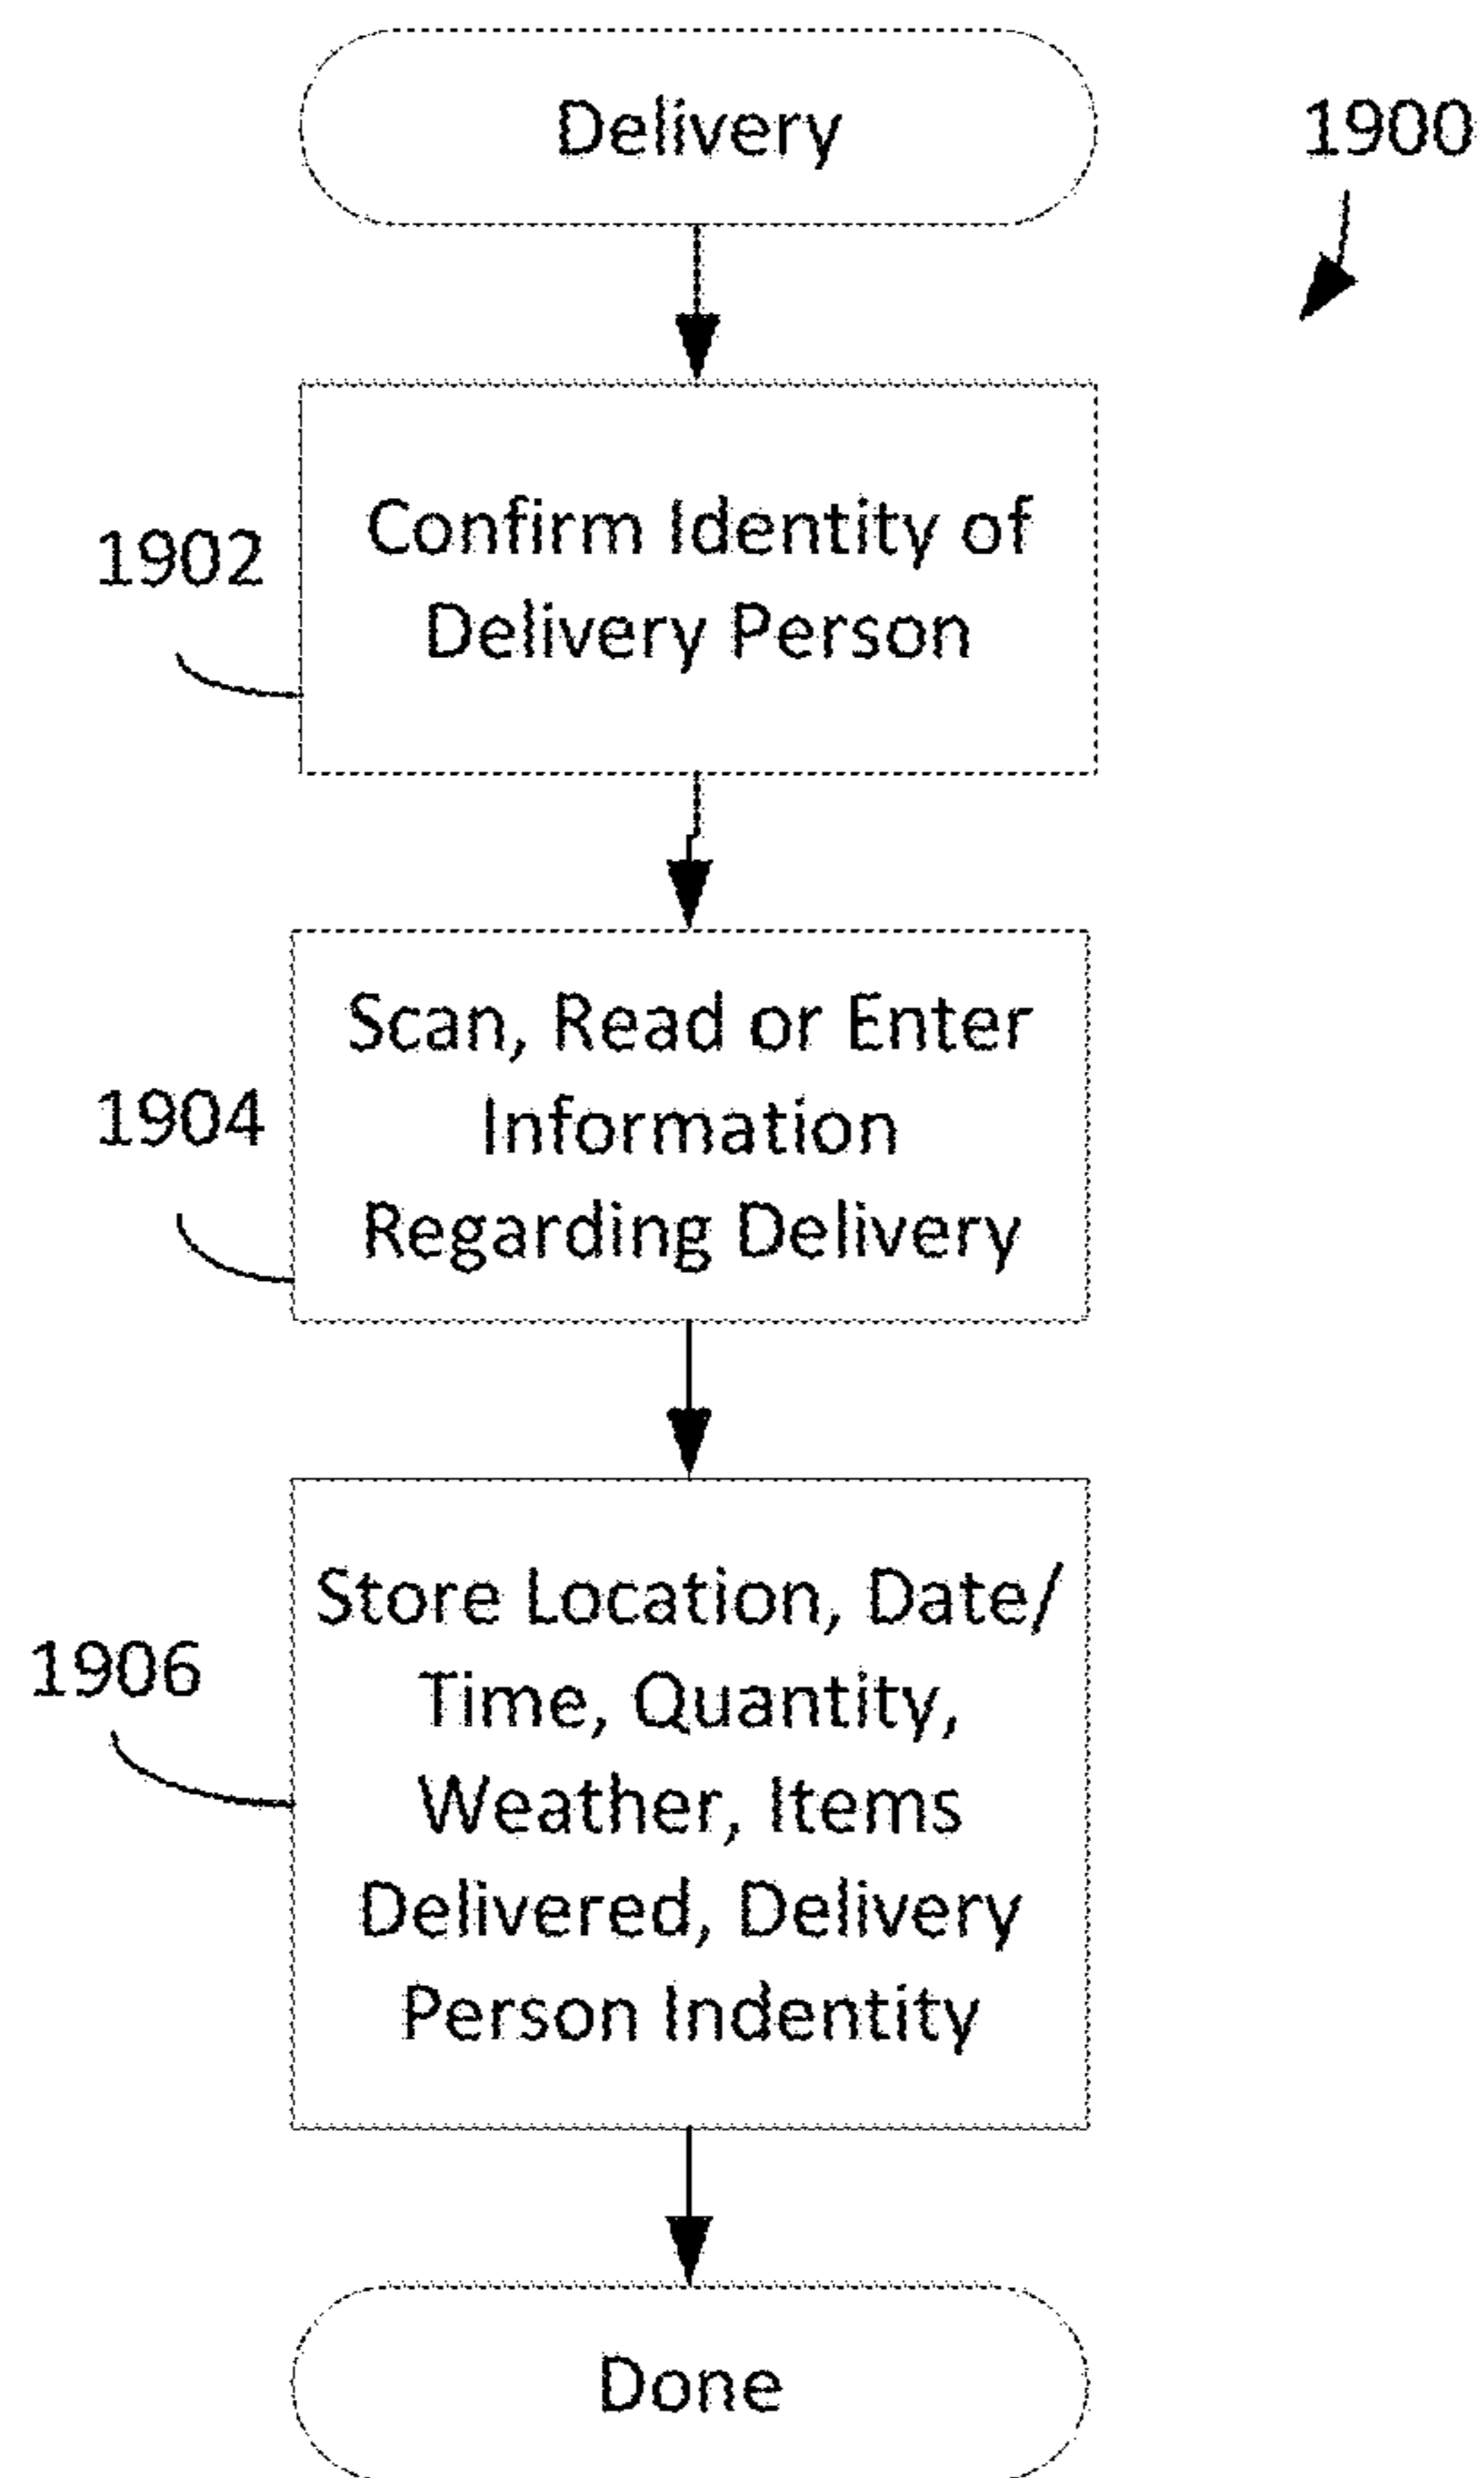 Delivery
1900
1902
Confirm Identity of
Delivery Person
1904
Scan, Read or Enter
Information
Regarding Delivery
1906
Store Location, Date/
Time, Quantity,
Weather, Items
Delivered, Delivery
Person Indentity
Done